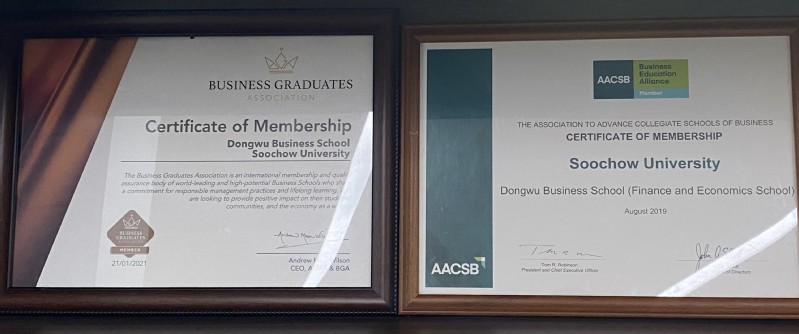 BUSINESS GRADUATES
ASSOCIATION
Certificate of Membership
Dongwu Business School
Soochow University
The Business Graduates Association is an international membership and quality
assurance body of world-leading and high-potential Business Schools who
a commitment for responsible management practices and lifelong learning,
are looking to provide positive impact on their
communities, and the economy as a
BUSINESS
GRADUATES
ASSOCIATION
MEMBER
21/01/2021
Andrew
CEO, & BGA
AACSB
Business
Education
Alliance
Member
THE ASSOCIATION TO ADVANCE COLLEGIATE SCHOOLS OF BUSINESS
CERTIFICATE OF MEMBERSHIP
Soochow University
Dongwu Business School (Finance and Economics School)
August 2019
Tom R. Robinson
President and Chief Executive Officer
Directors
AACSB